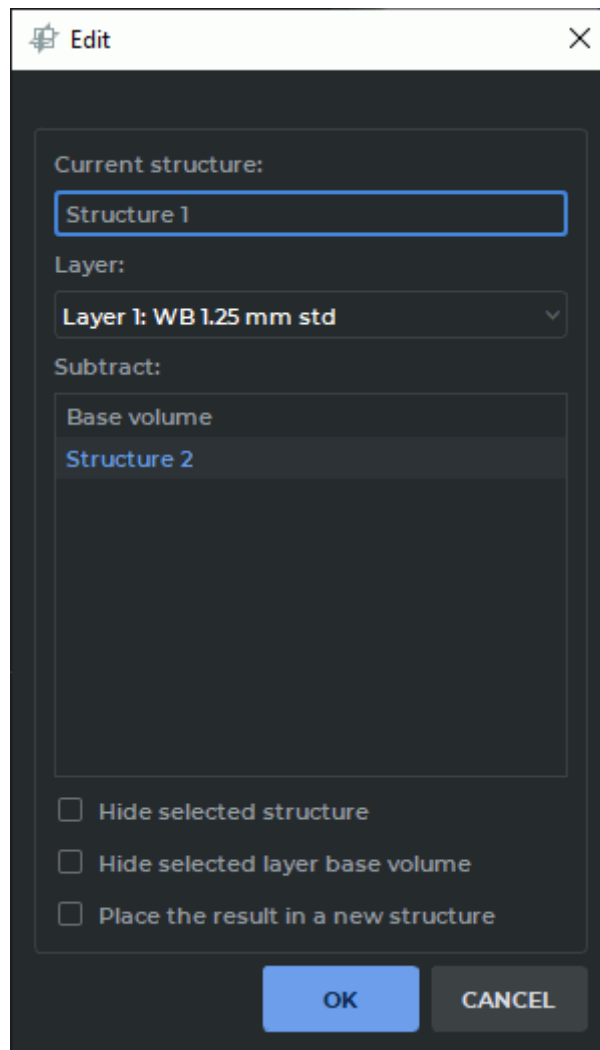 Edit
Current structure:
Structure 1
Layer:
Layer 1: WB 1.25 mm std
Subtract:
Base volume
Structure 2
Hide selected structure
Hide selected layer base volume
Place the result in a new structure
OK CANCEL